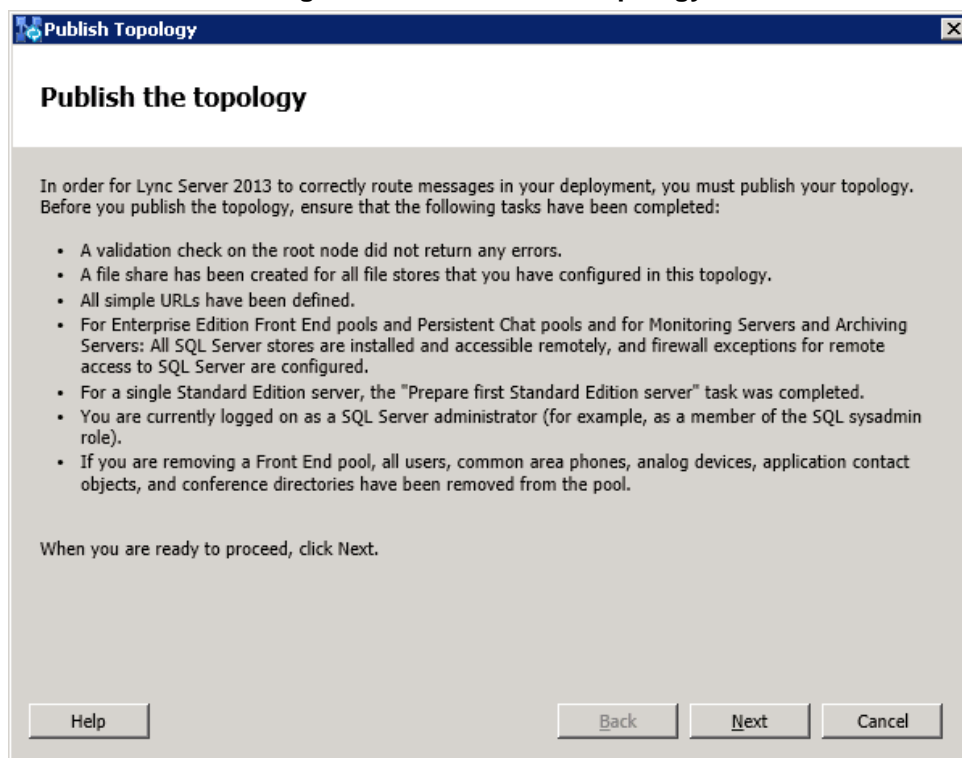 Publish Topology
Publish the topology
In order for Lync Server 2013 to correctly route messages in your deployment, you must publish your topology.
Before you publish the topology, ensure that the following tasks have been completed:
• A validation check on the root node did not return any errors.
• A file share has been created for all file stores that you have configured in this topology.
• All simple URLs have been defined.
• For Enterprise Edition Front End pools and Persistent Chat pools and for Monitoring Servers and Archiving
Servers: All SQL Server stores are installed and accessible remotely, and firewall exceptions for remote
access to SQL Server are configured.
• For a single Standard Edition server, the "Prepare first Standard Edition server" task was completed.
• You are currently logged on as a SQL Server administrator (for example, as a member of the SQL sysadmin
role).
• If you are removing a Front End pool, all users, common area phones, analog devices, application contact
objects, and conference directories have been removed from the pool.
When you are ready to proceed, click Next.
Help
Back
Next
Cancel